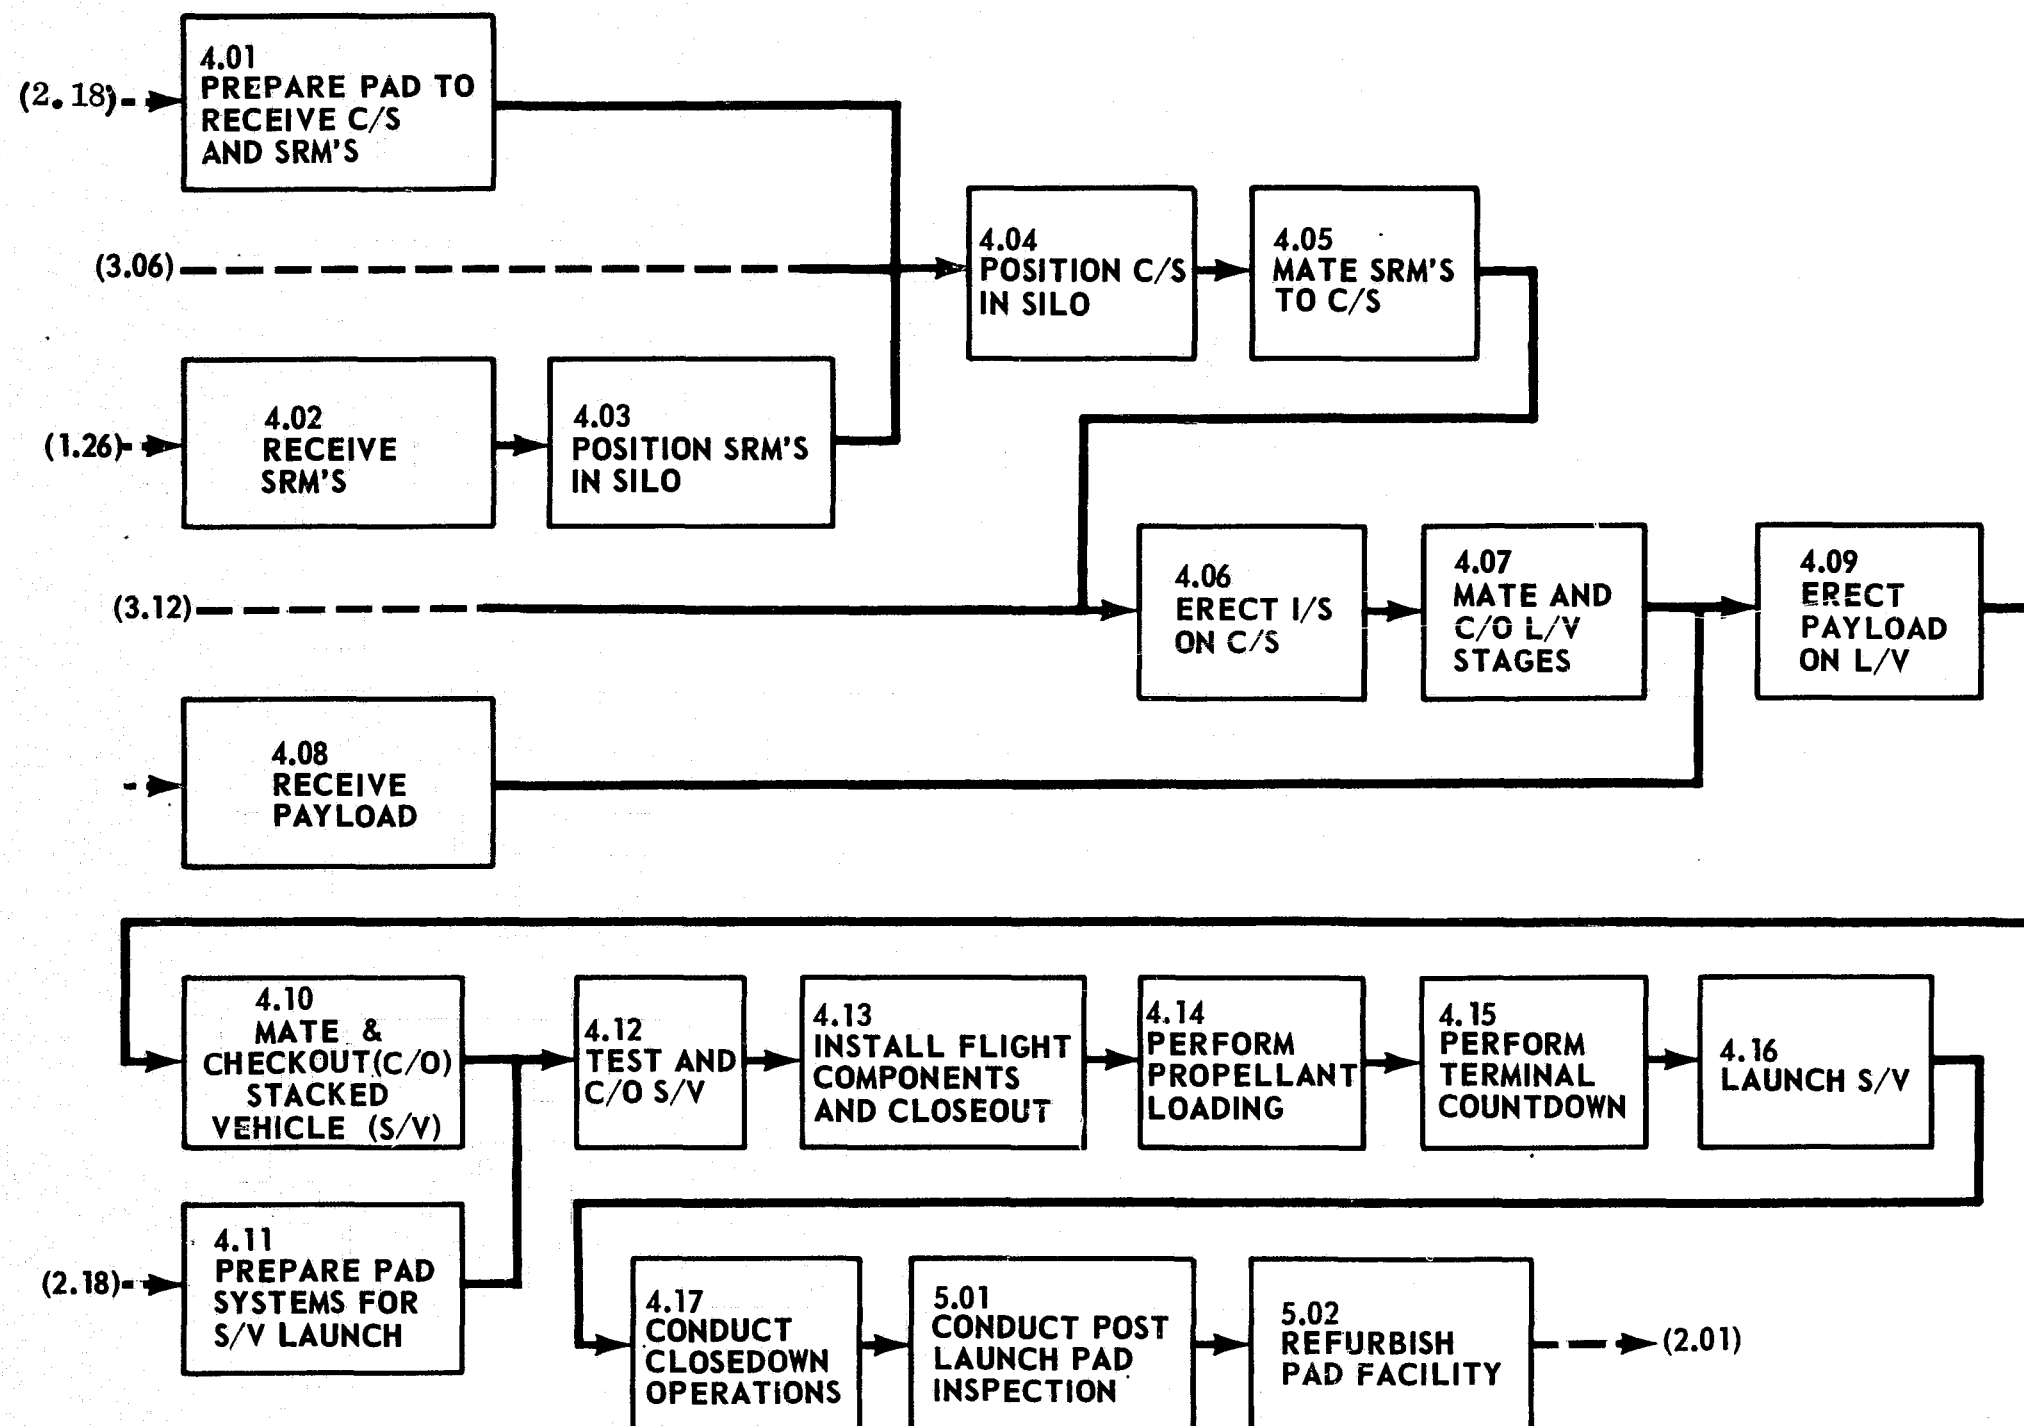 (2.18)
4.01
PREPARE PAD TO
RECEIVE C/S
AND SRM'S
(3.06)
4.04
POSITION C/S
IN SILO
4.05
MATE SRM'S
TO C/S
(1.26)
4.02
RECEIVE
SRM'S
4.03
POSITION SRM'S
IN SILO
(3.12)
4.06
ERECT I/S
ON C/S
4.07
MATE AND
C/O L/V
STAGES
4.09
ERECT
PAYLOAD
ON L/V
4.08
RECEIVE
PAYLOAD
4.10
MATE &
CHECKOUT(C/O)
STACKED
VEHICLE (S/V)
4.12
TEST AND
C/O S/V
4.13
INSTALL FLIGHT
COMPONENTS
AND CLOSEOUT
4.14
PERFORM
PROPELLANT
LOADING
4.15
PERFORM
TERMINAL
COUNTDOWN
4.16
LAUNCH S/V
(2.18)
4.11
PREPARE PAD
SYSTEMS FOR
S/V LAUNCH
4.17
CONDUCT
CLOSEDOWN
OPERATIONS
5.01
CONDUCT POST
LAUNCH PAD
INSPECTION
5.02
REFURBISH
PAD FACILITY
(2.01)